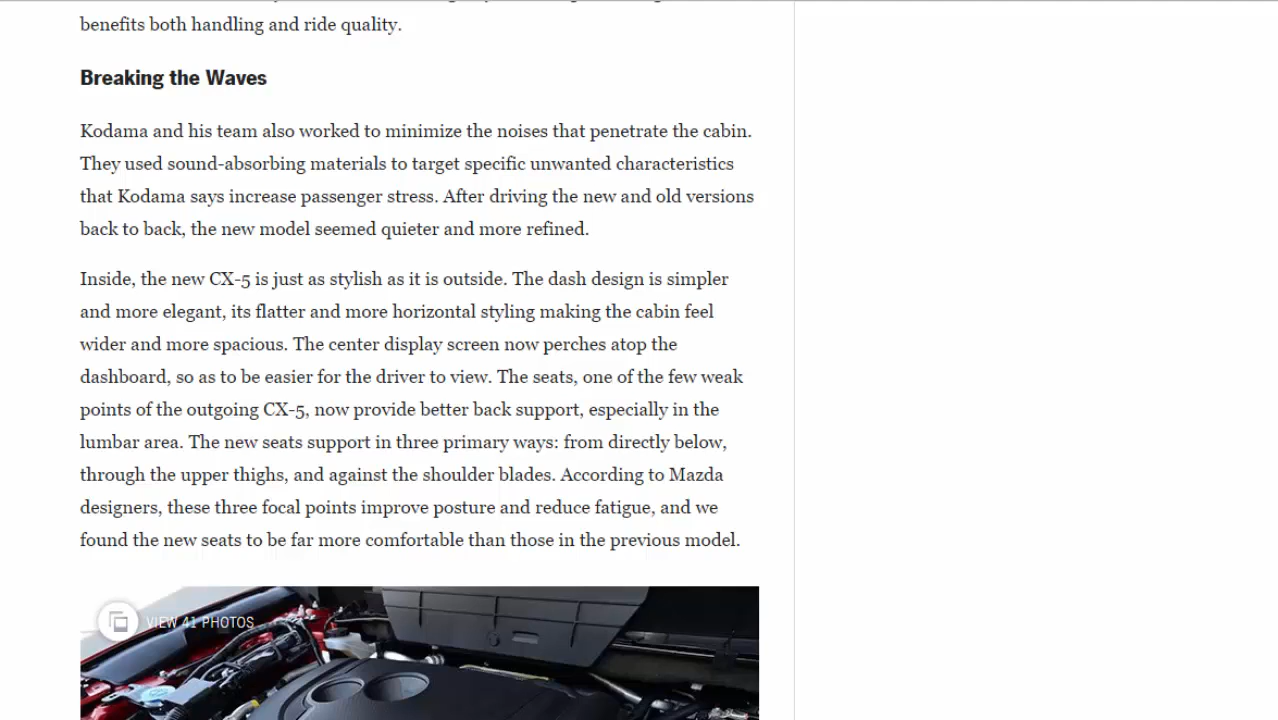 benefits both handling and ride quality.
Breaking the Waves
Kodama and his team also worked to minimize the noises that penetrate the cabin.
They used sound-absorbing materials to target specific unwanted characteristics
that Kodama says increase passenger stress. After driving the new and old versions
back to back, the new model seemed quieter and more refined.
Inside, the new CX-5 is just as stylish as it is outside. The dash design is simpler
and more elegant, its flatter and more horizontal styling making the cabin feel
wider and more spacious. The center display screen now perches atop the
dashboard, so as to be easier for the driver to view. The seats, one of the few weak
points of the outgoing CX-5, now provide better back support, especially in the
lumbar area. The new seats support in three primary ways: from directly below,
through the upper thighs, and against the shoulder blades. According to Mazda
designers, these three focal points improve posture and reduce fatigue, and we
found the new seats to be far more comfortable than those in the previous model.
VIEW 41 PHOTOS